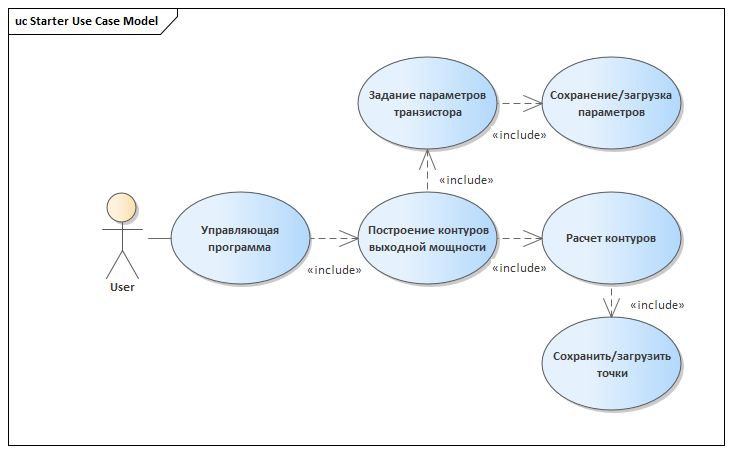 uc Starter Use Case Model
Задание параметров
транзистора
Сохранение/загрузка
параметров
«include»
«include»
User
Управляющая
программа
«include»
Построение контуров
выходной мощности
«include»
Расчет контуров
«include»
Сохранить/загрузить
точки